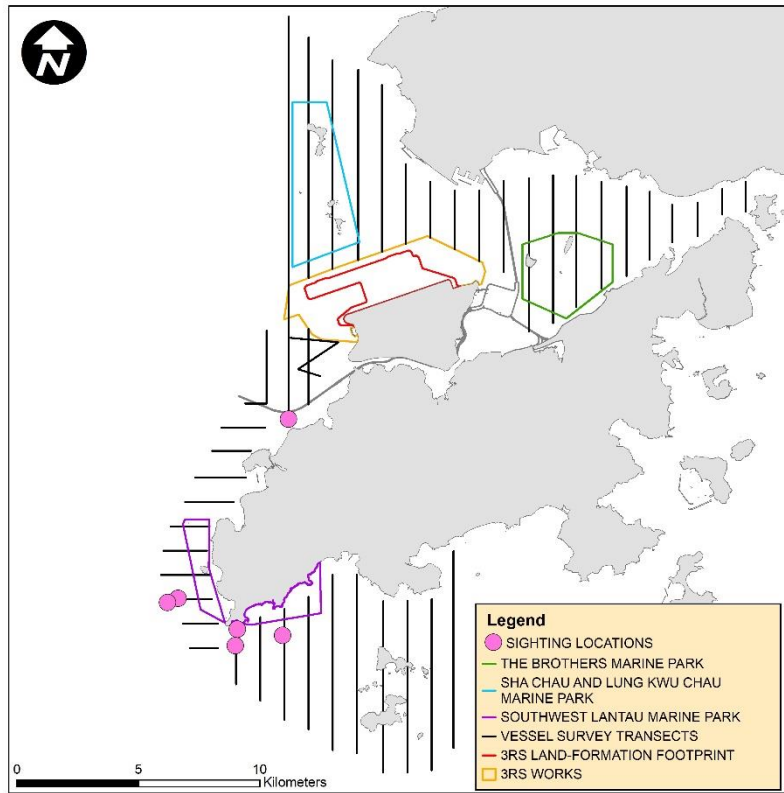 N
Legend
SIGHTING LOCATIONS
THE BROTHERS MARINE PARK
SHA CHAU AND LUNG KWU CHAU
MARINE PARK
SOUTHWEST LANTAU MARINE PARK
VESSEL SURVEY TRANSECTS
3RS LAND-FORMATION FOOTPRINT
3RS WORKS
0 5 10
Kilometers